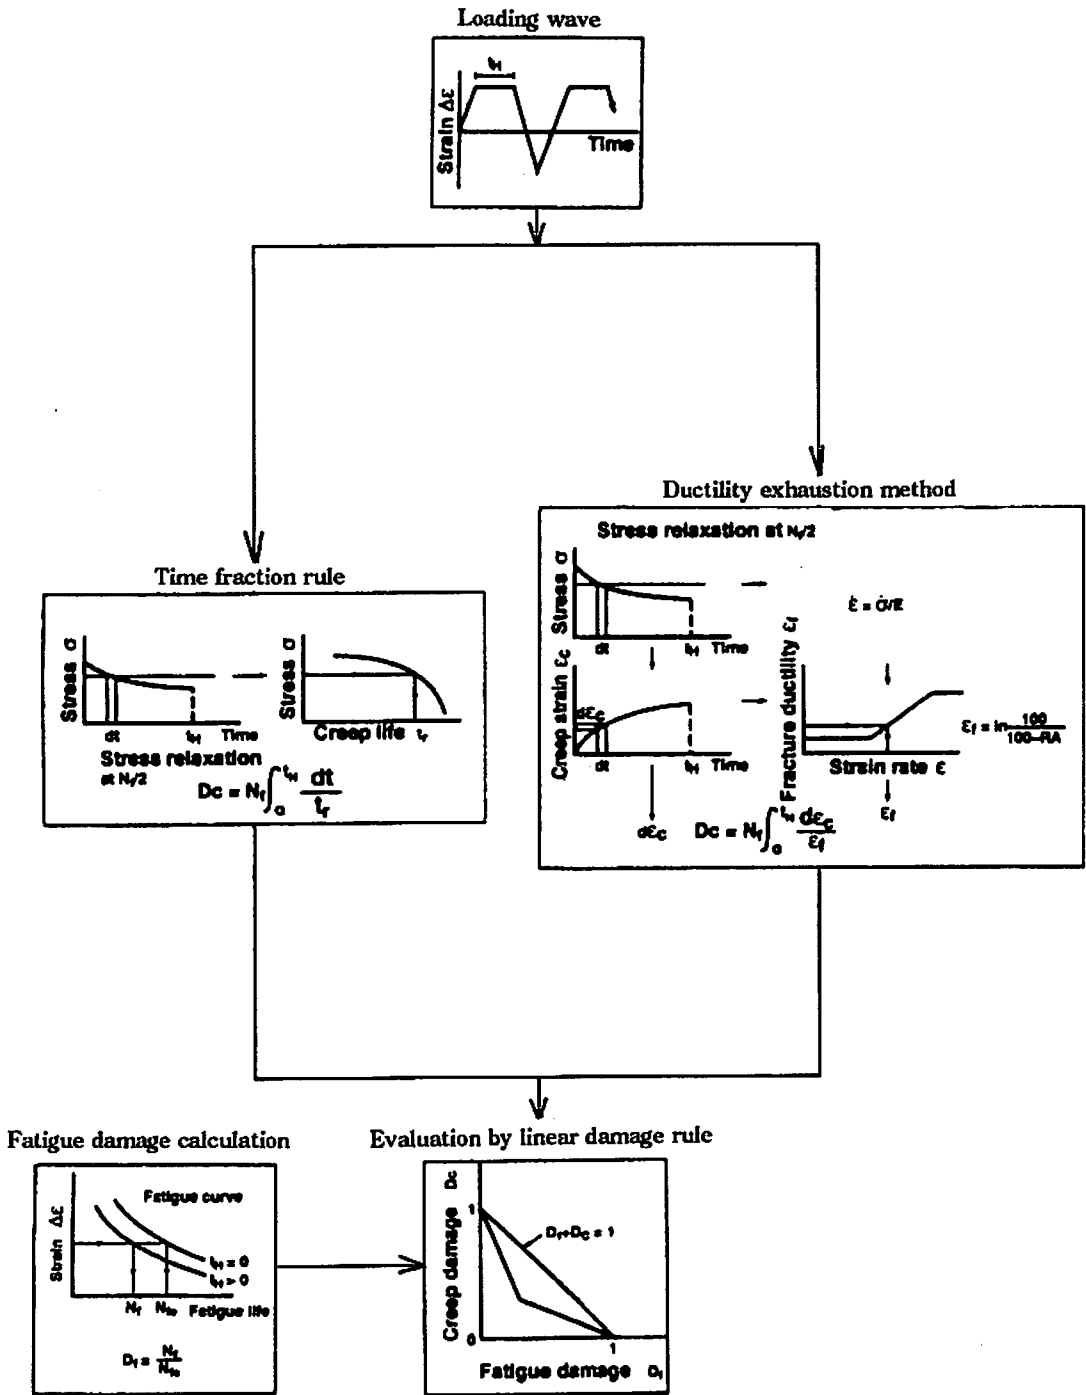 Loading wave
t_H
Strain Δε
Time
Ductility exhaustion method
Stress relaxation at N_f/2
Stress σ
dt
t_H Time
ε̇ = σ̇/E
Creep strain ε_c
dε_c
dt
t_H Time
Fracture ductility ε_f
ε_f = ln 100/100-RA
Strain rate ε̇
ε_f
dε_c
Dc = N_f ∫_0^{t_H} dε_c/ε_f
Time fraction rule
Stress σ
dt
t_H Time
Stress σ
Creep life t_r
Stress relaxation
at N_f/2
Dc = N_f ∫_0^{t_H} dt/t_r
Fatigue damage calculation
Fatigue curve
Strain Δε
t_H = 0
t_H > 0
N_f N_fo Fatigue life
D_f = N_f/N_fo
Evaluation by linear damage rule
Creep damage Dc
1
D_f+D_c = 1
0
1
Fatigue damage D_f